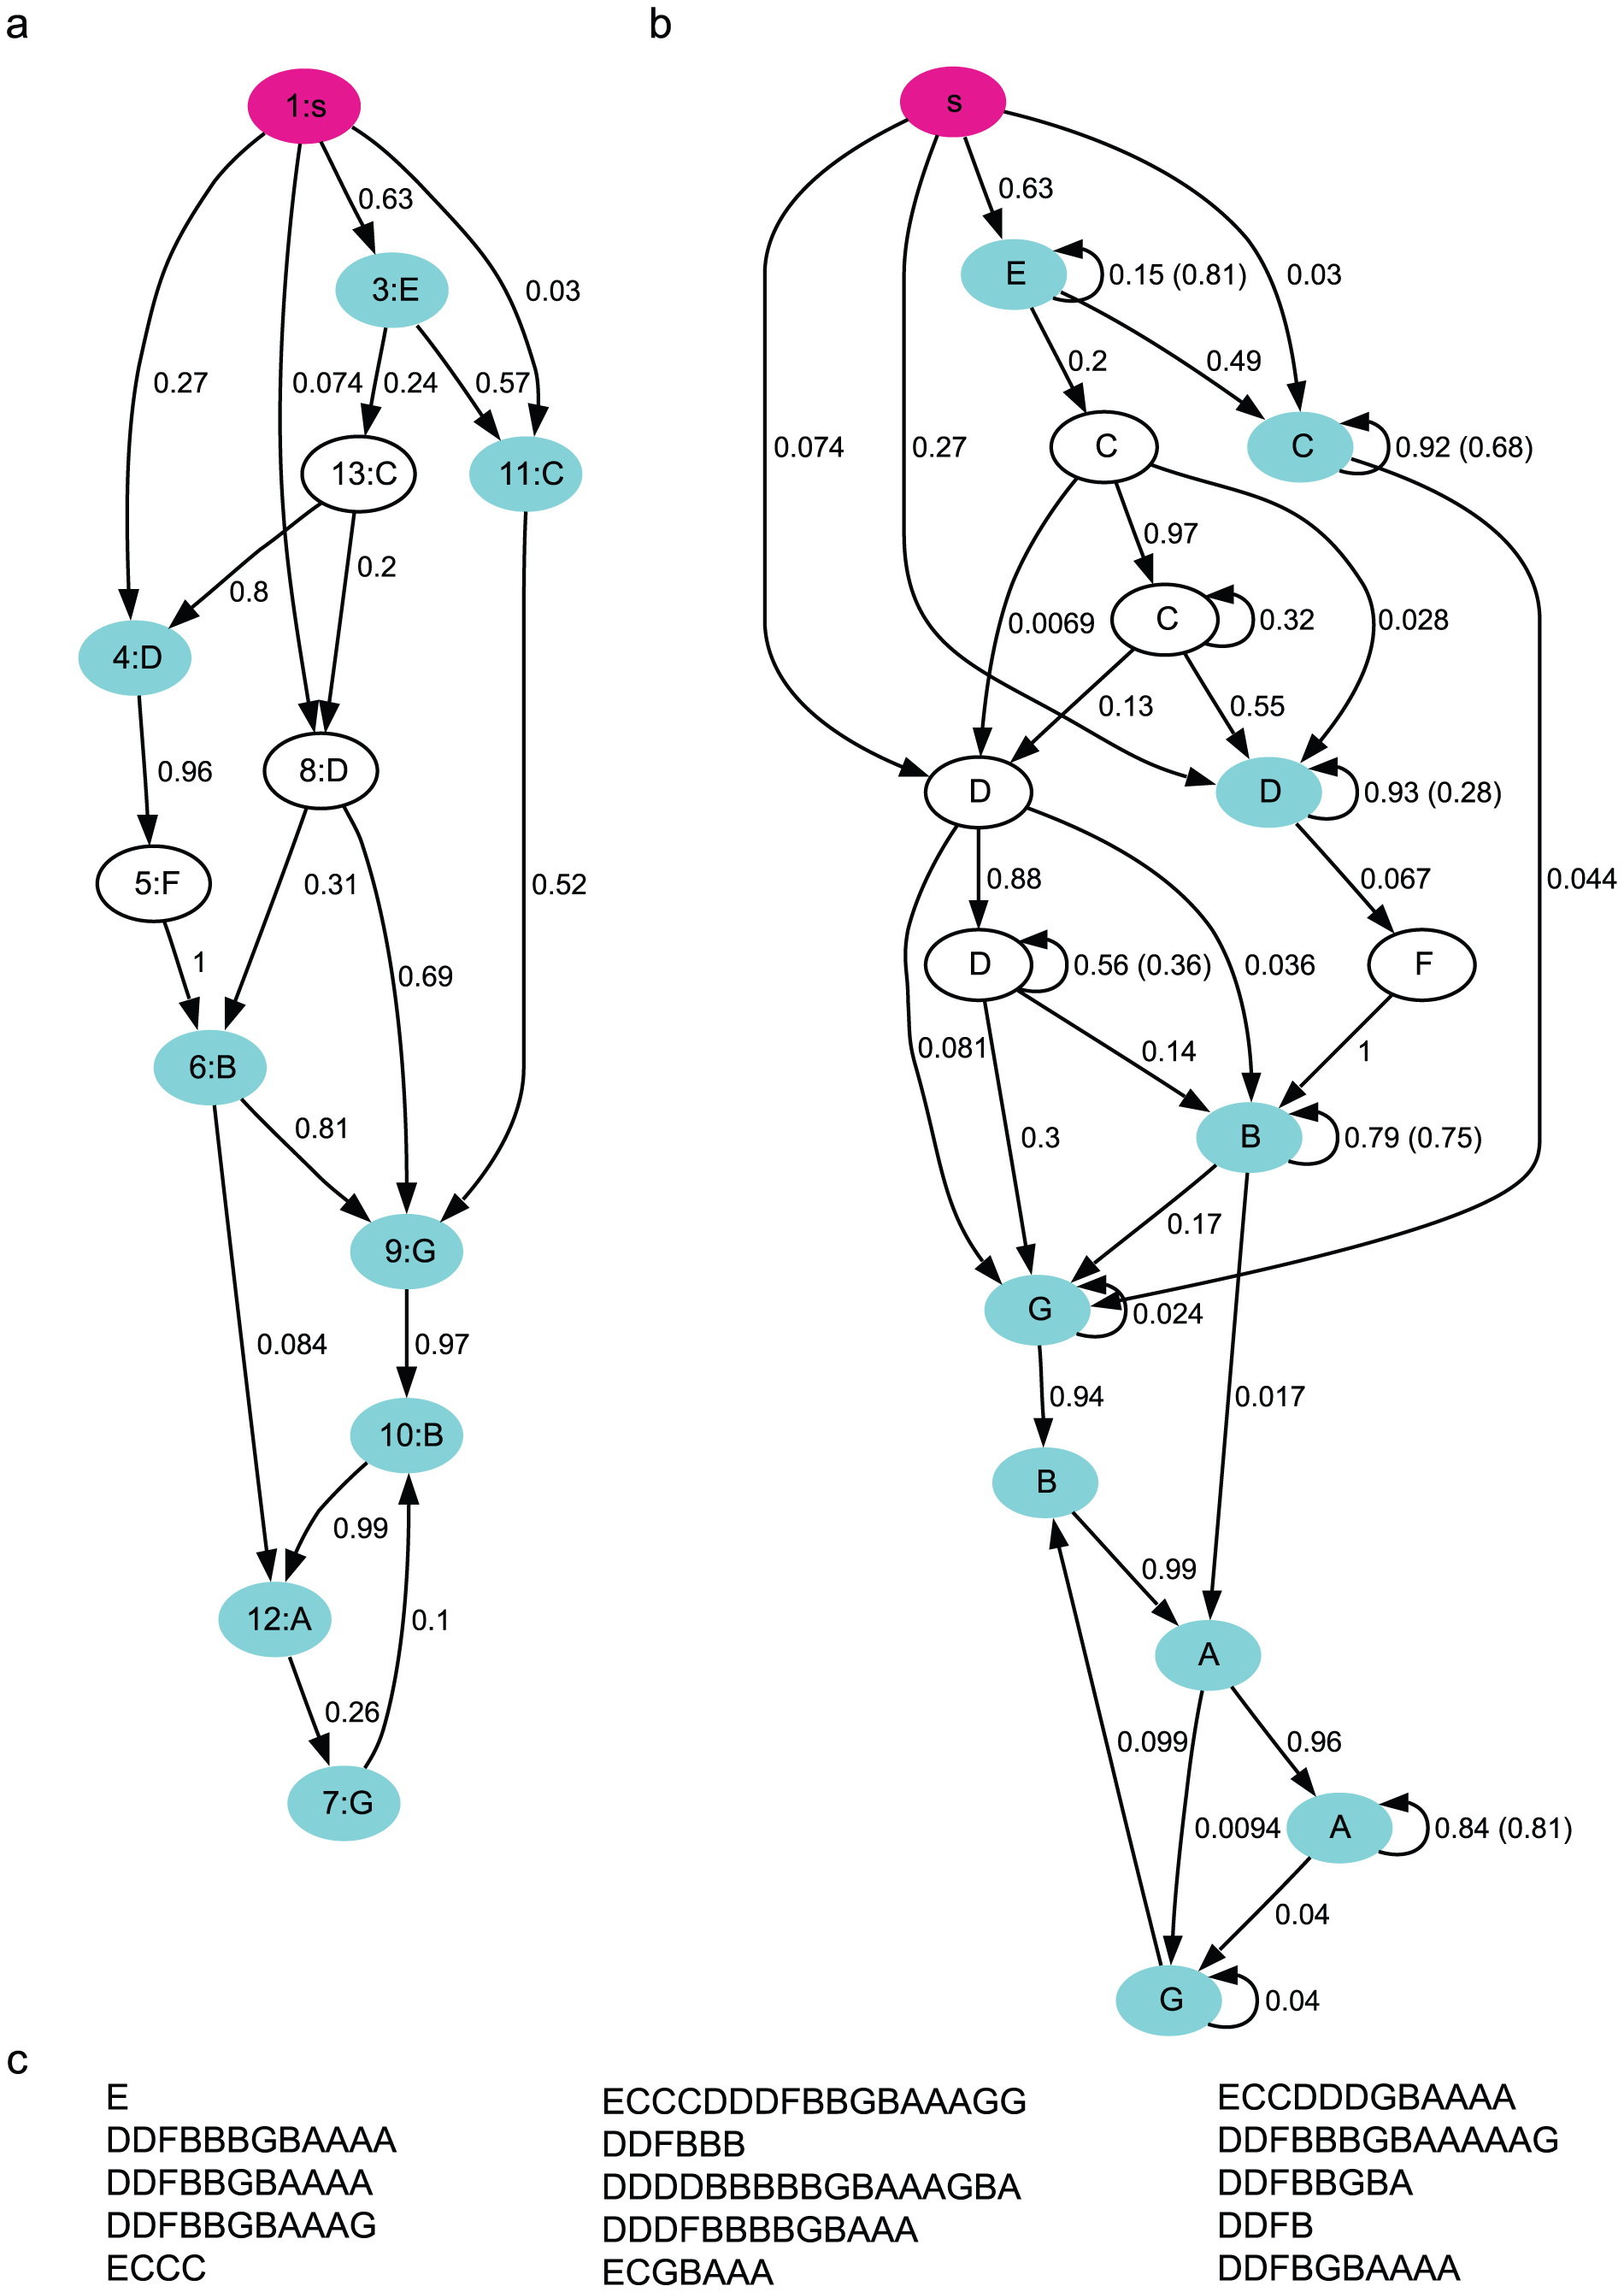 a
1:s
0.63
3:E
0.03
0.27
0.074
0.24
0.57
13:C
11:C
0.2
0.8
4:D
0.96
8:D
5:F
0.31
0.52
1
0.69
6:B
0.81
9:G
0.084
0.97
10:B
0.99
12:A
0.1
0.26
7:G
b
s
0.63
E
0.15 (0.81)
0.03
0.2
0.49
0.074
0.27
C
C
0.92 (0.68)
0.97
C
0.32
0.0069
0.028
0.13
0.55
D
D
0.93 (0.28)
0.88
0.067
0.044
D
0.56 (0.36)
0.036
F
0.081
0.14
1
0.3
B
0.79 (0.75)
0.17
G
0.024
0.94
0.017
B
0.99
A
0.099
0.96
0.0094
A
0.84 (0.81)
0.04
G
0.04
c
E
DDFBBBGBAAAA
DDFBBGBAAAA
DDFBBGBAAAG
ECCC
ECCCDDDFBBGBAAAGG
DDFBBB
DDDDBBBBBGBAAAGBA
DDDFBBBBGBAAA
ECGBAAA
ECCDDDGBAAAA
DDFBBBGBAAAAAG
DDFBBGBA
DDFB
DDFBGBAAAA